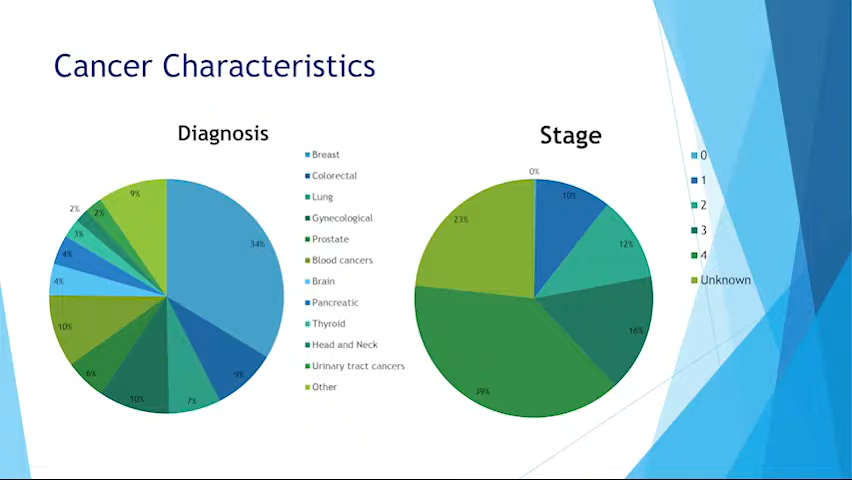 Cancer Characteristics
Diagnosis
9%
2%
2%
3%
4%
4%
10%
6%
10%
7%
9%
34%
Breast
Colorectal
Lung
Gynecological
Prostate
Blood cancers
Brain
Pancreatic
Thyroid
Head and Neck
Urinary tract cancers
Other
Stage
0%
10%
12%
16%
39%
23%
0
1
2
3
4
Unknown